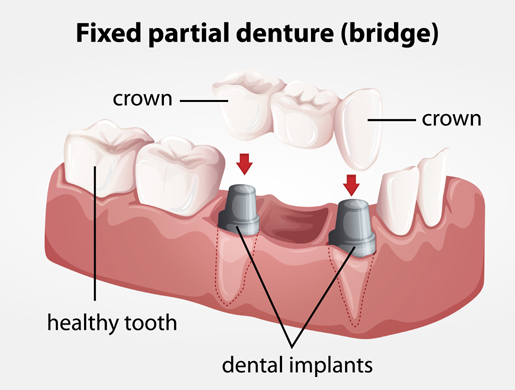 Fixed partial denture (bridge)
crown
crown
healthy tooth
dental implants